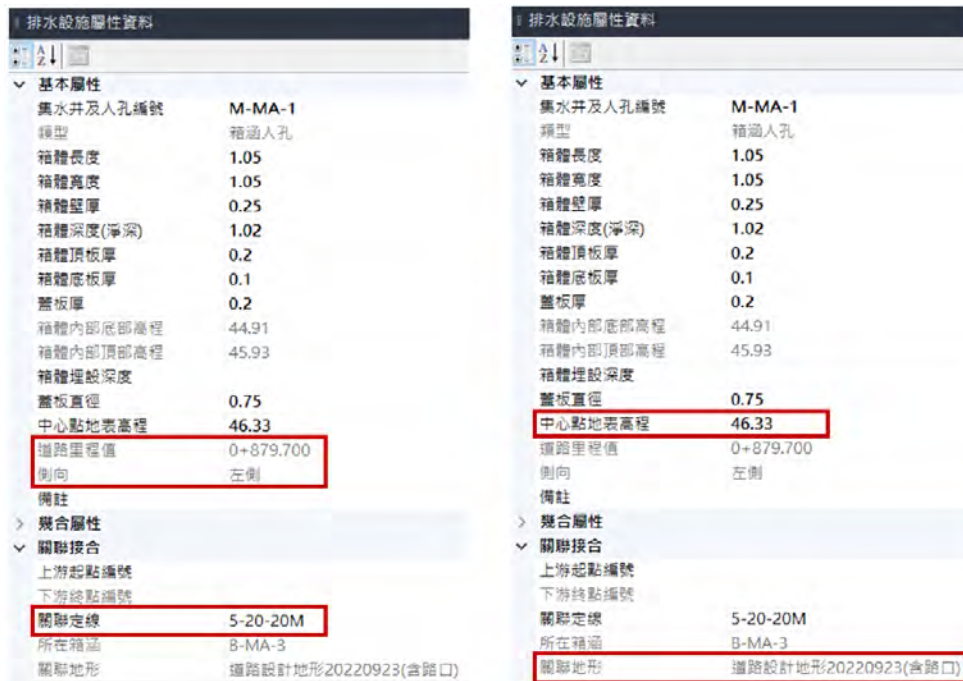 排水設施屬性資料
基本屬性
集水井及人孔編號 M-MA-1
類型 箱涵人孔
箱體長度 1.05
箱體寬度 1.05
箱體壁厚 0.25
箱體深度(淨深) 1.02
箱體頂板厚 0.2
箱體底板厚 0.1
蓋板厚 0.2
箱體內部底部高程 44.91
箱體內部頂部高程 45.93
箱體埋設深度
蓋板直徑 0.75
中心點地表高程 46.33
道路里程值 0+879.700
側向 左側
備註
幾合屬性
關聯接合
上游起點編號
下游終點編號
關聯定線 5-20-20M
所在箱涵 B-MA-3
關聯地形 道路設計地形20220923(含路口)
排水設施屬性資料
基本屬性
集水井及人孔編號 M-MA-1
類型 箱涵人孔
箱體長度 1.05
箱體寬度 1.05
箱體壁厚 0.25
箱體深度(淨深) 1.02
箱體頂板厚 0.2
箱體底板厚 0.1
蓋板厚 0.2
箱體內部底部高程 44.91
箱體內部頂部高程 45.93
箱體埋設深度
蓋板直徑 0.75
中心點地表高程 46.33
道路里程值 0+879.700
側向 左側
備註
幾合屬性
關聯接合
上游起點編號
下游終點編號
關聯定線 5-20-20M
所在箱涵 B-MA-3
關聯地形 道路設計地形20220923(含路口)